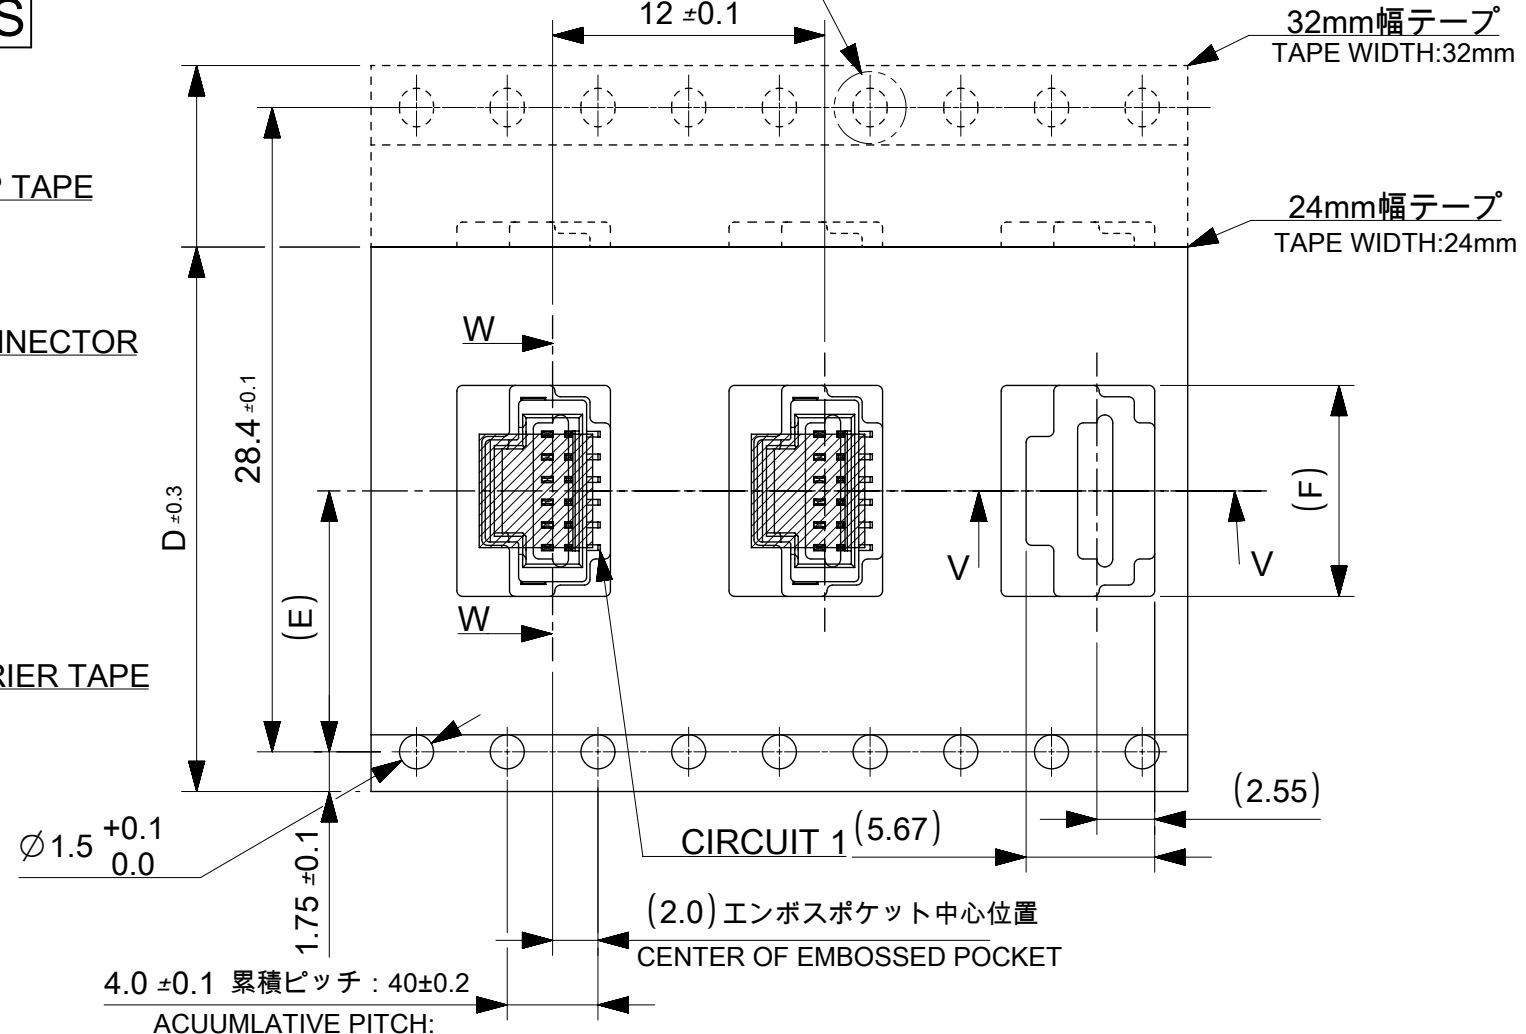 S
12 ±0.1
32mm幅テープ
TAPE WIDTH:32mm
P TAPE
24mm幅テープ
TAPE WIDTH:24mm
NNECTOR
W
28.4 ±0.1
D ±0.3
(F)
V
V
(E)
W
RIER TAPE
(2.55)
∅1.5 +0.1
0.0
CIRCUIT 1
(5.67)
1.75 ±0.1
(2.0) エンボスポケット中心位置
CENTER OF EMBOSSED POCKET
4.0 ±0.1 累積ピッチ : 40±0.2
ACUUMLATIVE PITCH: